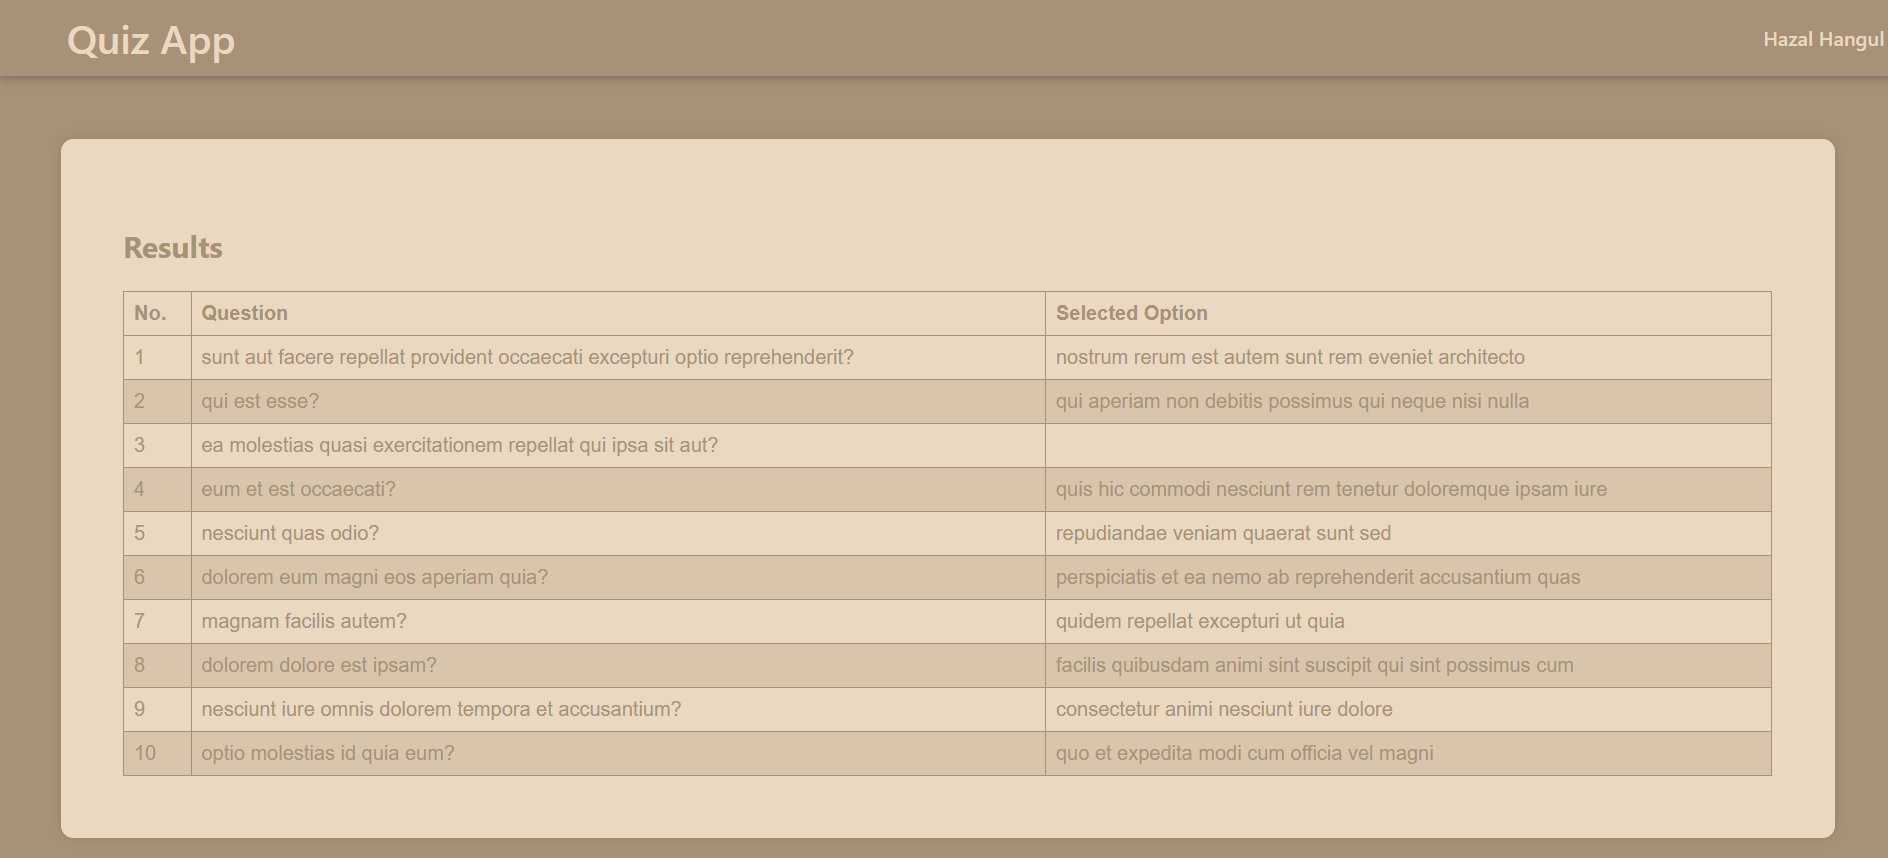 Quiz App
Hazal Hangul
Results
No. Question Selected Option
1 sunt aut facere repellat provident occaecati excepturi optio reprehenderit? nostrum rerum est autem sunt rem eveniet architecto
2 qui est esse? qui aperiam non debitis possimus qui neque nisi nulla
3 ea molestias quasi exercitationem repellat qui ipsa sit aut?
4 eum et est occaecati? quis hic commodi nesciunt rem tenetur doloremque ipsam iure
5 nesciunt quas odio? repudiandae veniam quaerat sunt sed
6 dolorem eum magni eos aperiam quia? perspiciatis et ea nemo ab reprehenderit accusantium quas
7 magnam facilis autem? quidem repellat excepturi ut quia
8 dolorem dolore est ipsam? facilis quibusdam animi sint suscipit qui sint possimus cum
9 nesciunt iure omnis dolorem tempora et accusantium? consectetur animi nesciunt iure dolore
10 optio molestias id quia eum? quo et expedita modi cum officia vel magni